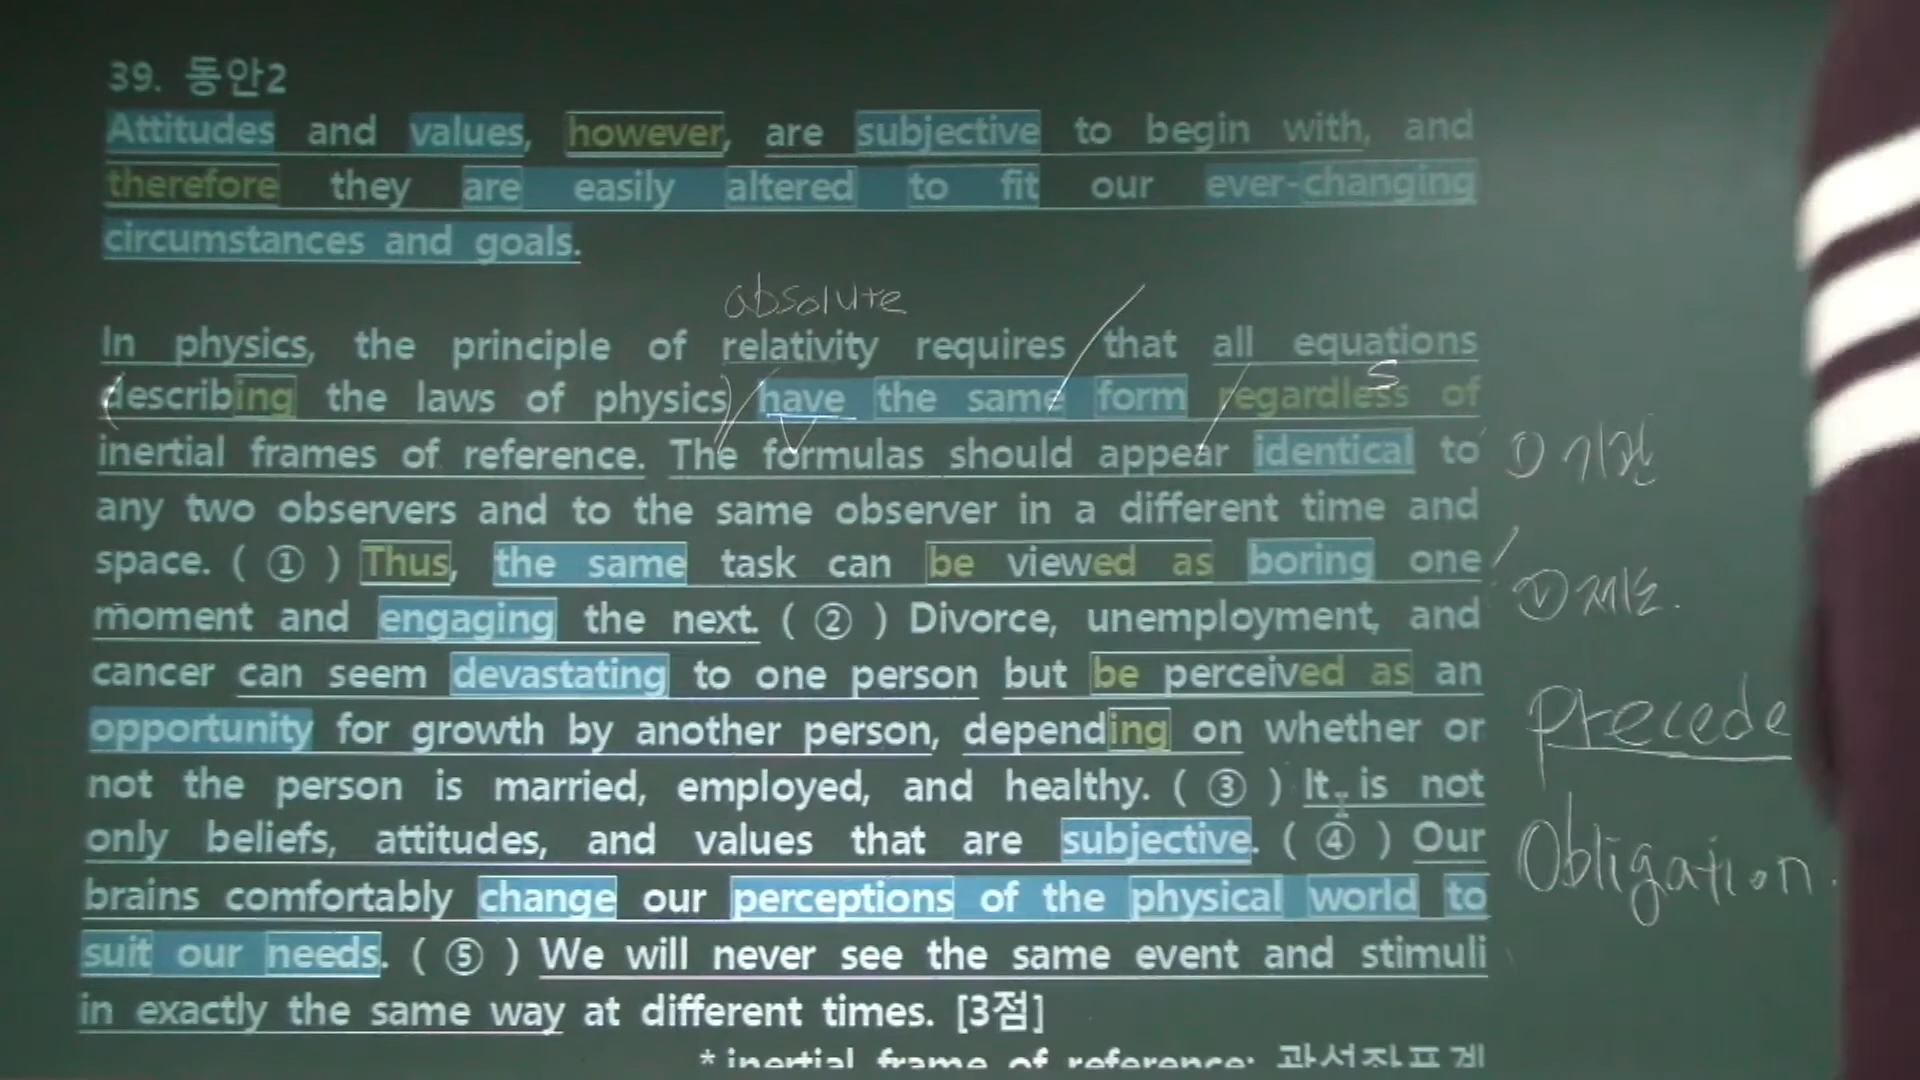 39. 동안2
Attitudes and values, however, are subjective to begin with, and
therefore they are easily altered to fit our ever-changing
circumstances and goals.
absolute
In physics, the principle of relativity requires that all equations
describing the laws of physics have the same form regardless of
s
inertial frames of reference. The formulas should appear identical to
any two observers and to the same observer in a different time and
space. ( ① ) Thus, the same task can be viewed as boring one
moment and engaging the next. ( ② ) Divorce, unemployment, and
cancer can seem devastating to one person but be perceived as an
opportunity for growth by another person, depending on whether or
not the person is married, employed, and healthy. ( ③ ) It is not
only beliefs, attitudes, and values that are subjective. ( ④ ) Our
brains comfortably change our perceptions of the physical world to
suit our needs. ( ⑤ ) We will never see the same event and stimuli
in exactly the same way at different times. [3점]
* inertial frame of reference: 관성좌표계
precede
Obligation.